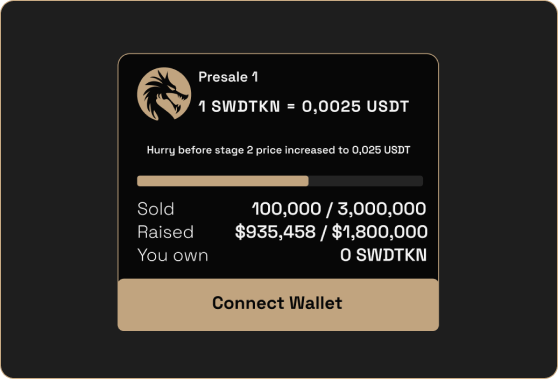 Presale 1
1 SWDTKN = 0,0025 USDT
Hurry before stage 2 price increased to 0,025 USDT
Sold 100,000 / 3,000,000
Raised $935,458 / $1,800,000
You own 0 SWDTKN
Connect Wallet